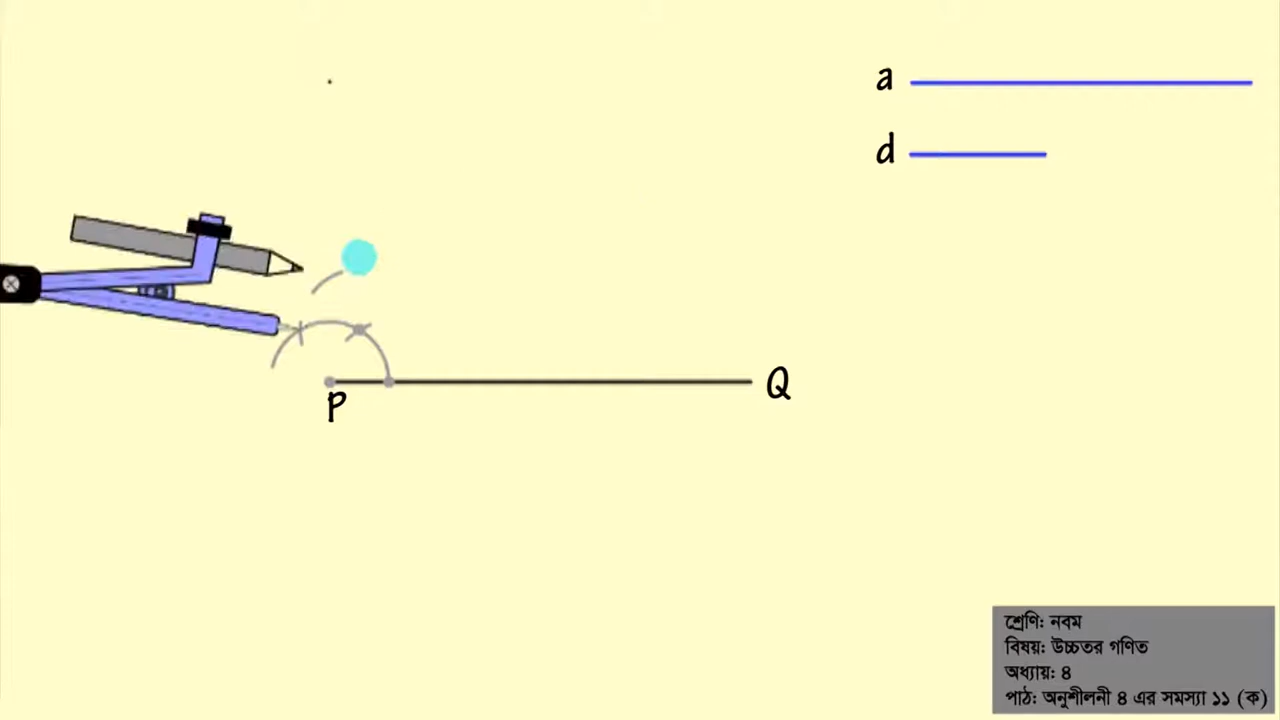 a
d
P
Q
শ্রেণি: নবম
বিষয়: উচ্চতর গণিত
অধ্যায়: ৪
পাঠ: অনুশীলনী ৪ এর সমস্যা ১১ (ক)